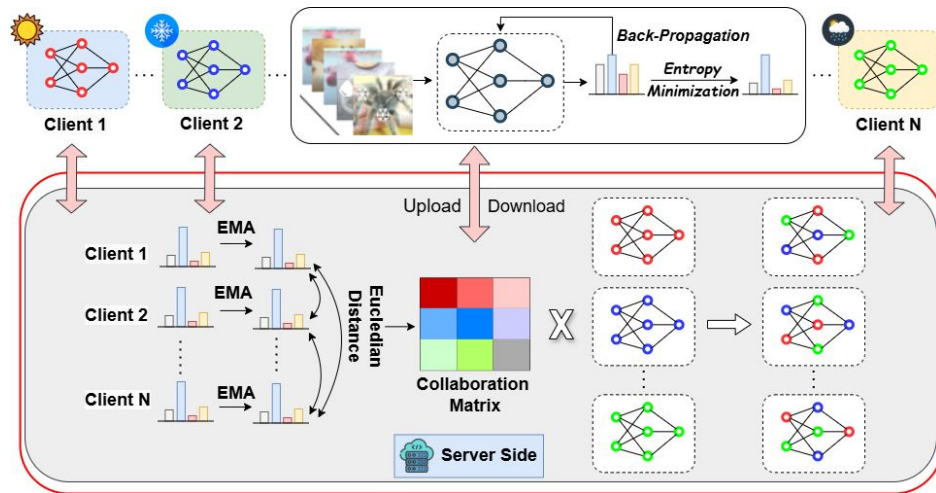 Back-Propagation
Entropy
Minimization
Client 1
Client 2
Client N
Upload
Download
Client 1
EMA
Client 2
EMA
Client N
EMA
Eucledian
Distance
Collaboration
Matrix
X
Server Side